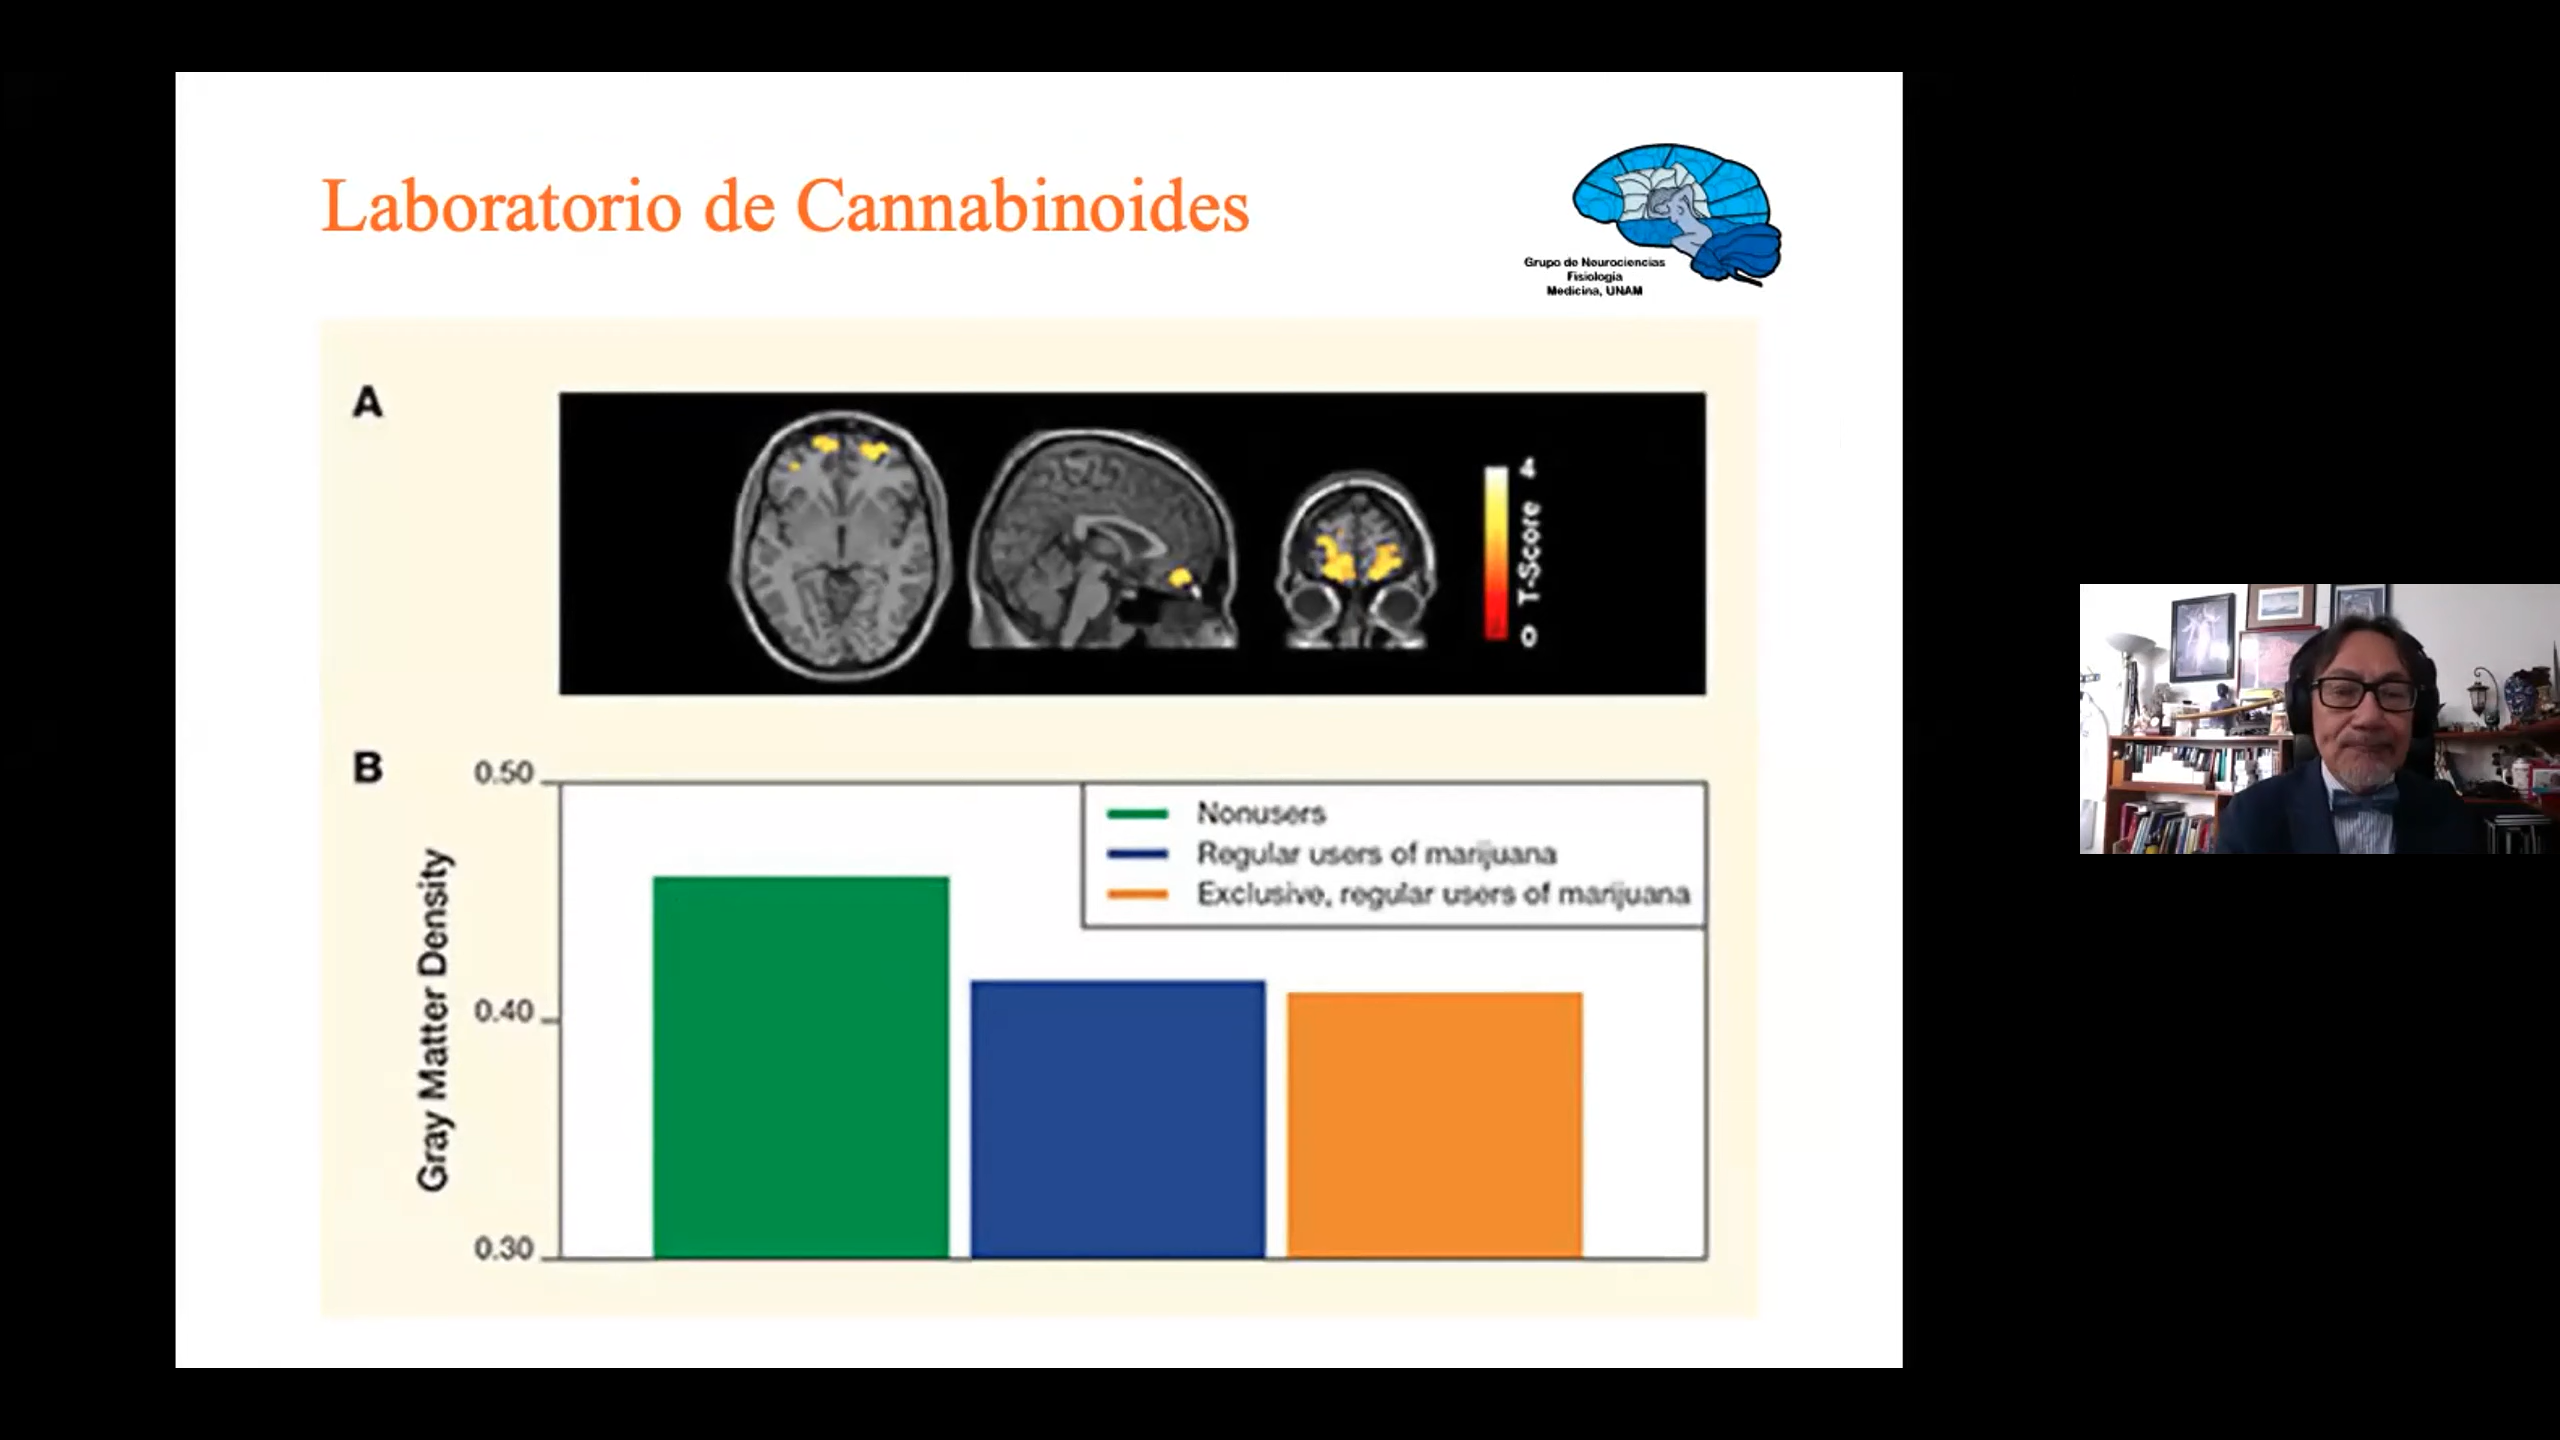 Laboratorio de Cannabinoides
Grupo de Neurociencias
Fisiología
Medicina, UNAM
A
4
T-Score
0
B
0.50
Nonusers
Regular users of marijuana
Exclusive, regular users of marijuana
Gray Matter Density
0.40
0.30